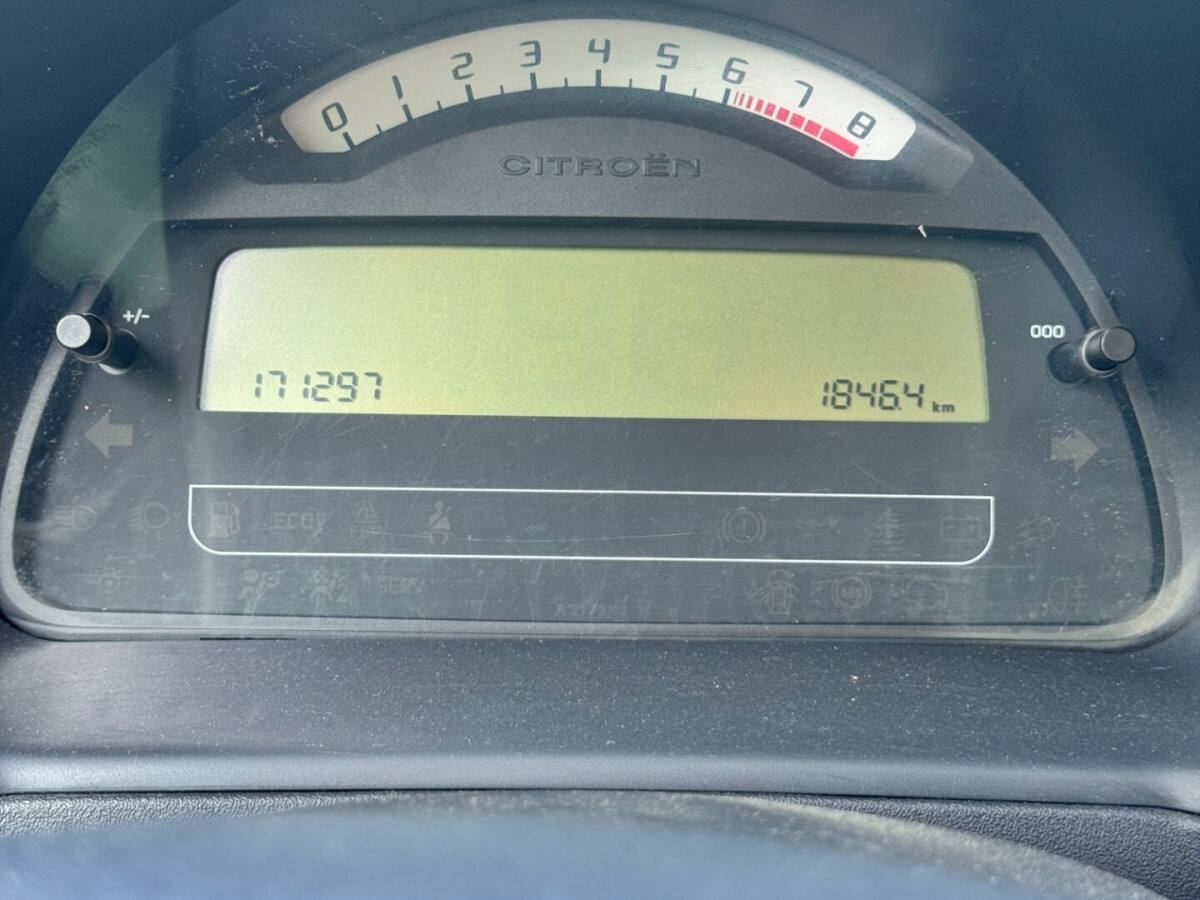 0 1 2 3 4 5 6 7 8
CITROËN
+/-
000
171297 1846.4 km
ECO
SERV
ABS